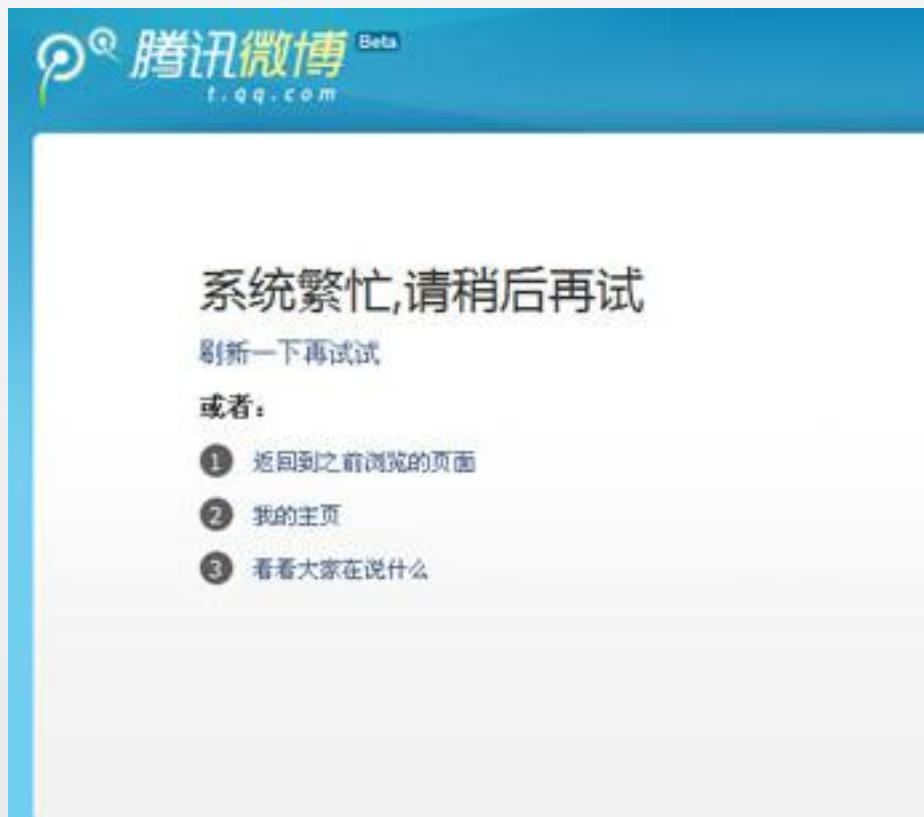 腾讯微博 Beta
t.qq.com
系统繁忙,请稍后再试
刷新一下再试试
或者：
1 返回到之前浏览的页面
2 我的主页
3 看看大家在说什么